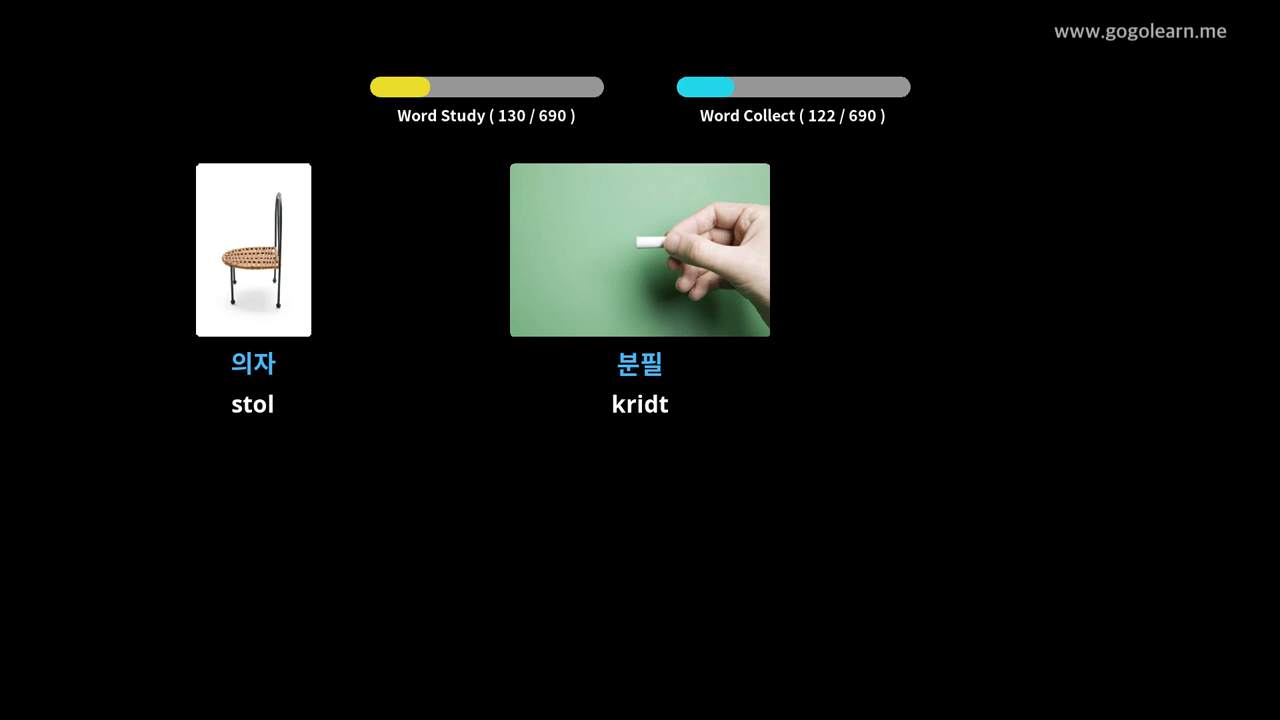 www.gogolearn.me
Word Study ( 130 / 690 )
Word Collect ( 122 / 690 )
의자
stol
분필
kridt